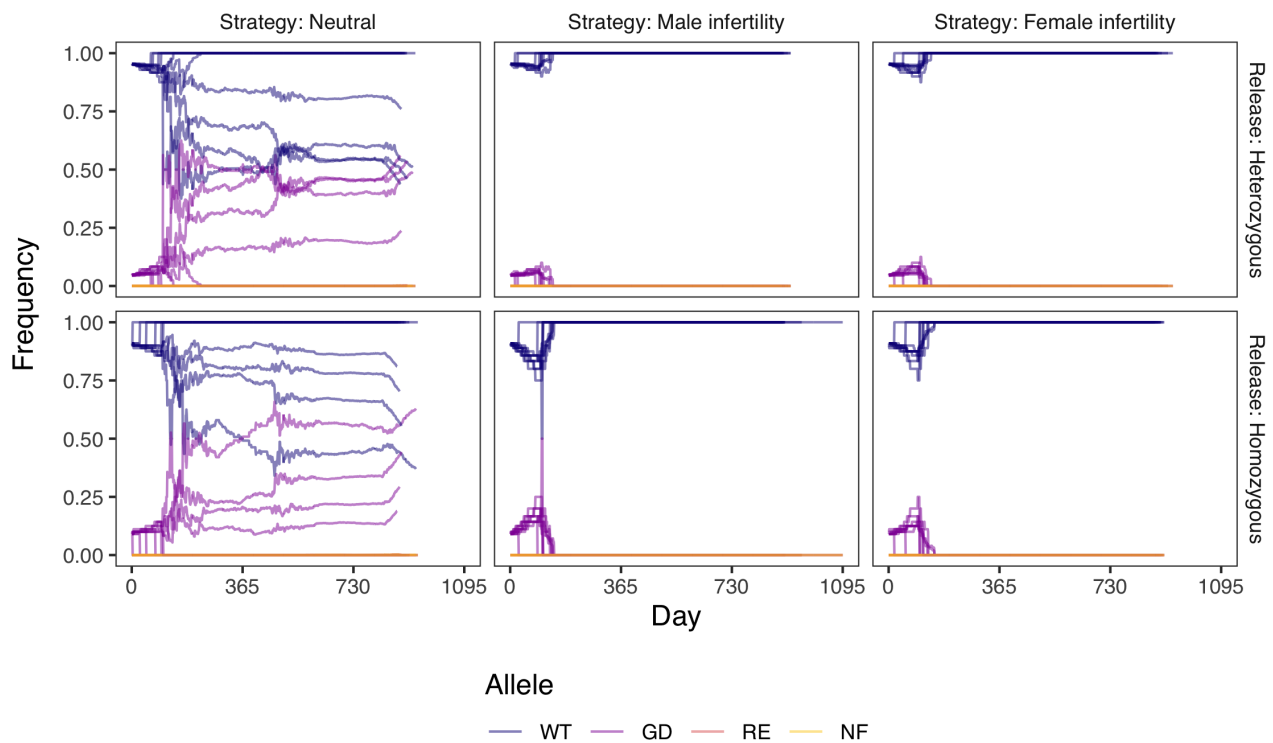 Strategy: Neutral
Strategy: Male infertility
Strategy: Female infertility
1.00
0.75
0.50
0.25
0.00
Release: Heterozygous
Frequency
1.00
0.75
0.50
0.25
0.00
Release: Homozygous
0 365 730 1095
0 365 730 1095
0 365 730 1095
Day
Allele
WT GD RE NF